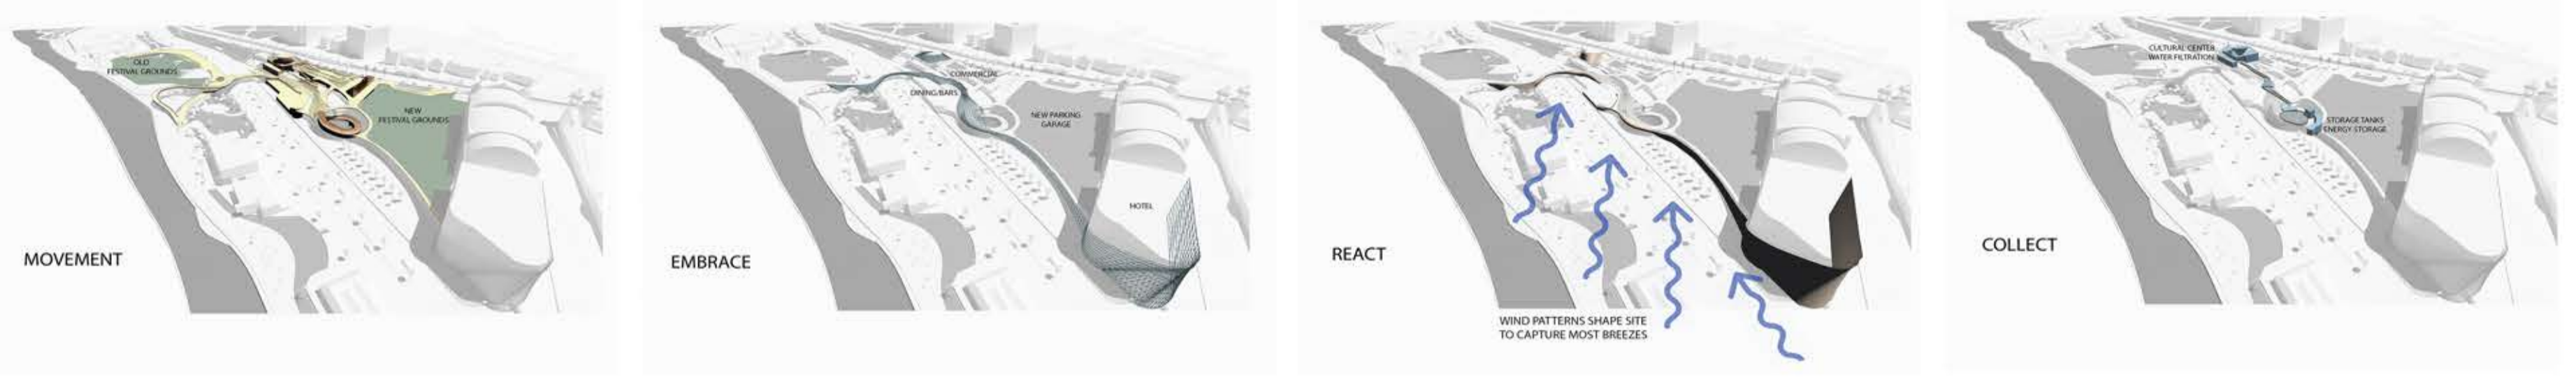 OLD
FESTIVAL GROUNDS
NEW
FESTIVAL GROUNDS
MOVEMENT
COMMERCIAL
DINING/BARS
NEW PARKING
GARAGE
HOTEL
EMBRACE
REACT
WIND PATTERNS SHAPE SITE
TO CAPTURE MOST BREEZES
CULTURAL CENTER
WATER FILTRATION
STORAGE TANKS
ENERGY STORAGE
COLLECT